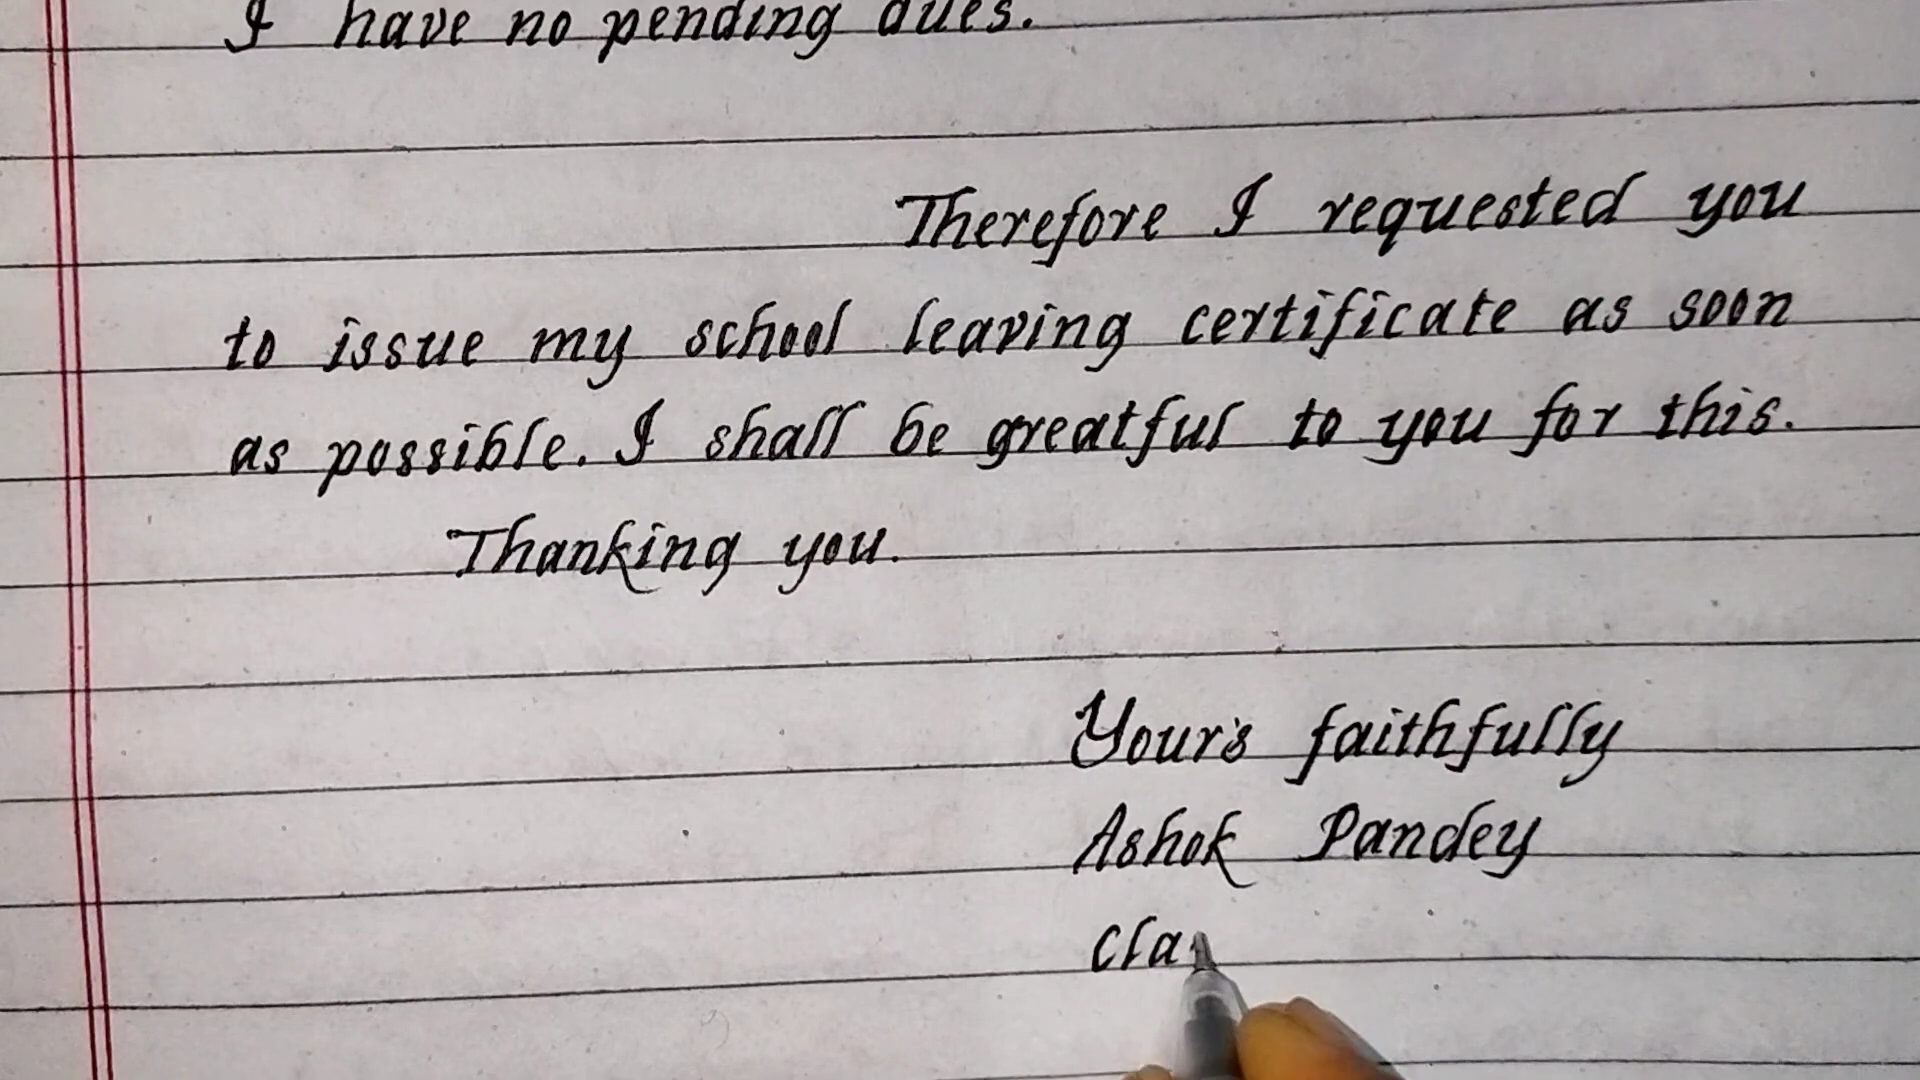 I have no pending dues.
Therefore I requested you
to issue my school leaving certificate as soon
as possible. I shall be greatful to you for this.
Thanking you.
Your's faithfully
Ashok Pandey
Cla